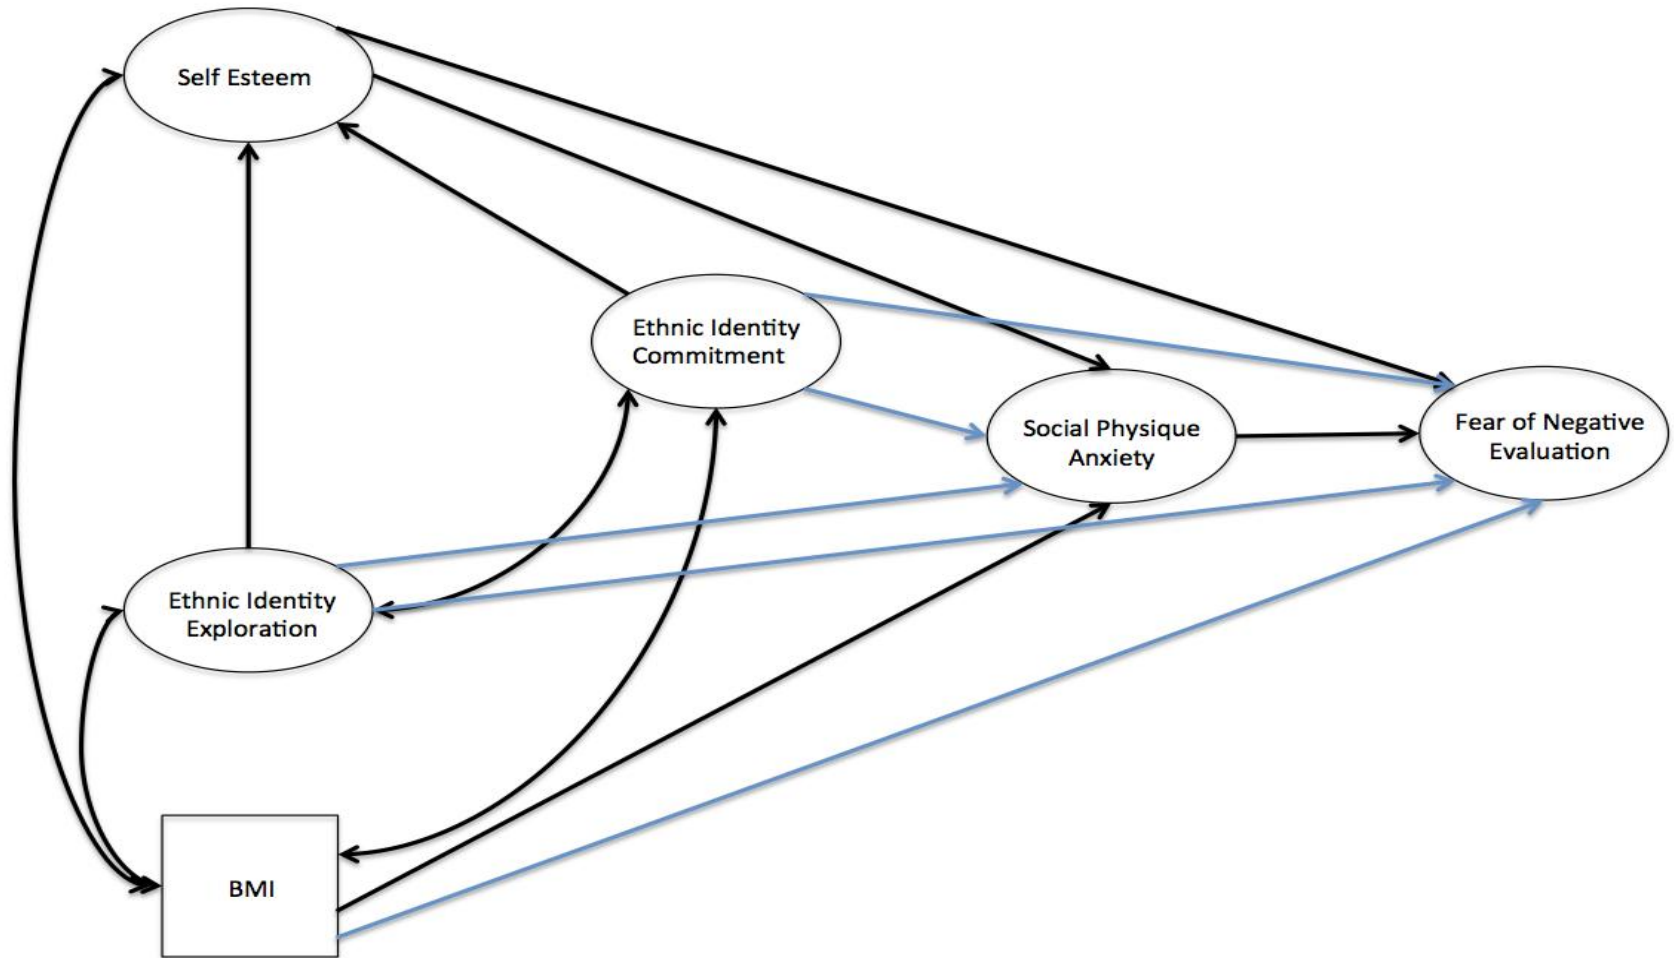 Self Esteem
Ethnic Identity
Commitment
Social Physique
Anxiety
Fear of Negative
Evaluation
Ethnic Identity
Exploration
BMI